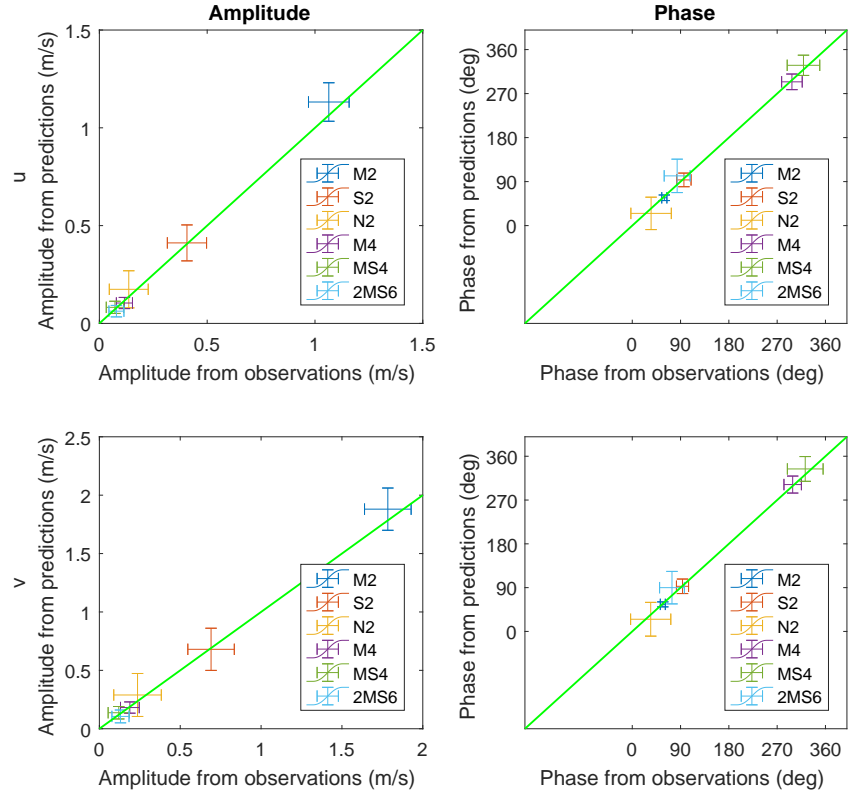 Amplitude
Phase
1.5
1
0.5
0
0
0.5
1
1.5
u
Amplitude from predictions (m/s)
Amplitude from observations (m/s)
M2
S2
N2
M4
MS4
2MS6
360
270
180
90
0
0
90
180
270
360
Phase from predictions (deg)
Phase from observations (deg)
M2
S2
N2
M4
MS4
2MS6
2.5
2
1.5
1
0.5
0
0
0.5
1
1.5
2
v
Amplitude from predictions (m/s)
Amplitude from observations (m/s)
M2
S2
N2
M4
MS4
2MS6
360
270
180
90
0
0
90
180
270
360
Phase from predictions (deg)
Phase from observations (deg)
M2
S2
N2
M4
MS4
2MS6